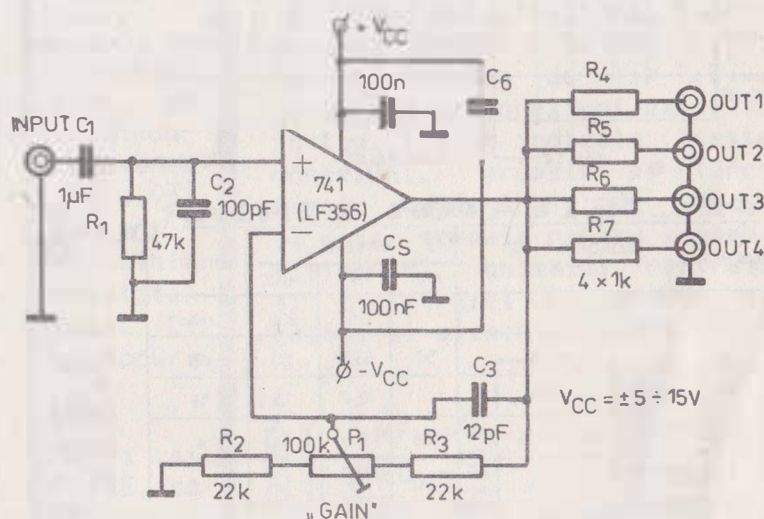 + VCC
100n
C6
R4
OUT1
INPUT C1
R5
OUT2
1µF
C2
100pF
+
741
(LF356)
−
R6
OUT3
R1
47k
R7
OUT4
C5
100nF
4 × 1k
- VCC
C3
12pF
VCC = ± 5 ÷ 15V
R2
100k
P1
R3
22k
22k
„GAIN"